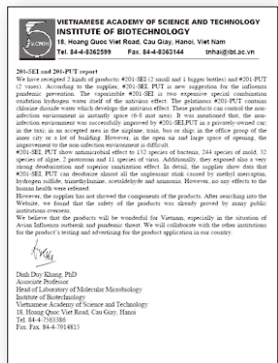 VIETNAMESE ACADEMY OF SCIENCE AND TECHNOLOGY
INSTITUTE OF BIOTECHNOLOGY
18, Hoang Quoc Viet Road, Cau Giay, Hanoi, Viet Nam
Tel: 84-4-8362599 Fax. 84-4-8363144 tnhai@ibt.ac.vn
201-SEI and 201-PUT report
We have receipted 2 kinds of products: #201-SEI (2 small and 1 bigger bottles) and #201-PUT
(2 vases). According to the supplier, #201-SEI PUT is new suggestion for the influenza
pandemic prevention. The vaporizable #201-SEI is two expensive special combination
oxidation hydrogen water itself of the antivirus effect. The gelatinous #201-PUT contains
chlorine dioxide water which develops the antivirus effect. These products can control the non-
infection environment in instantly space (6-8 mat area). It was mentioned that, the non-
infection environment was successfully improved by #201-SEI,PUT in a privately-owned car;
in the taxi; in an accepted area in the airplane, train, bus or ship; in the office group of the
same city or a lot of building. However, in the open air and large space of opening, the
improvement to the non-infection environment is difficult.
#201-PUT show antimicrobial effect to 132 species of bacteria, 244 species of mold, 32
species of algae, 2 protozoas and 11 species of virus. Additionally, they exposed also a very
strong deodorization and superior sanitization effect. In detail, the supplier show data that
#201-SEI, PUT can deodorize almost all the unpleasant stink caused by methyl mercaptan,
hydrogen sulfide, trimethylamine, acetaldehyde and ammonia. However, no any effects to the
human health were refereed.
However, the supplier has not showed the components of the products. After searching into the
Website, we found that the safety of the products was already proved by many public
institutions overseas.
We believe that the products will be wonderful for Vietnam, especially in the situation of
Avian Influenza outbreak and pandemic threat. We will collaborate with the other institutions
for the product's testing and advertising for the product application in our country.
Dinh Duy Khang, PhD
Associate Professor
Head of Laboratory of Molecular Microbiology
Institute of Biotechnology
Vietnamese Academy of Science and Technology
18, Hoang Quoc Viet Road, Cau Giay, Hanoi
Tel: 84-4-7563386
Fax: Fax. 84-4-7914815